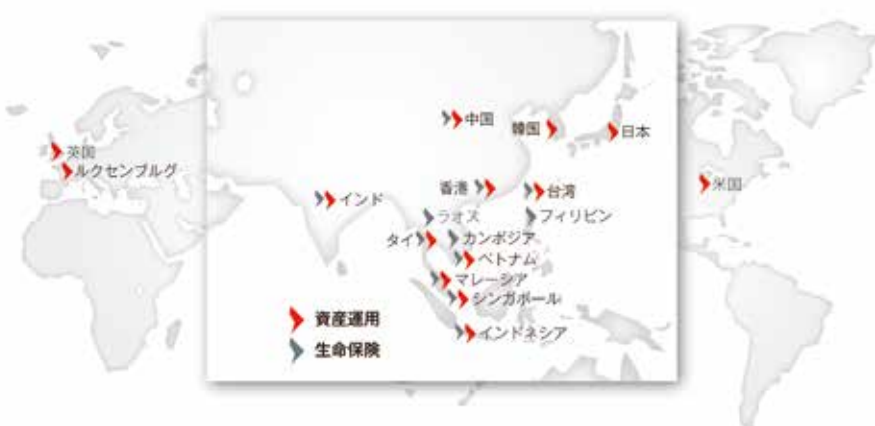 中国
韓国
日本
英国
ルクセンブルグ
香港
台湾
米国
インド
ラオス
フィリピン
タイ
カンボジア
ベトナム
マレーシア
シンガポール
資産運用
インドネシア
生命保険